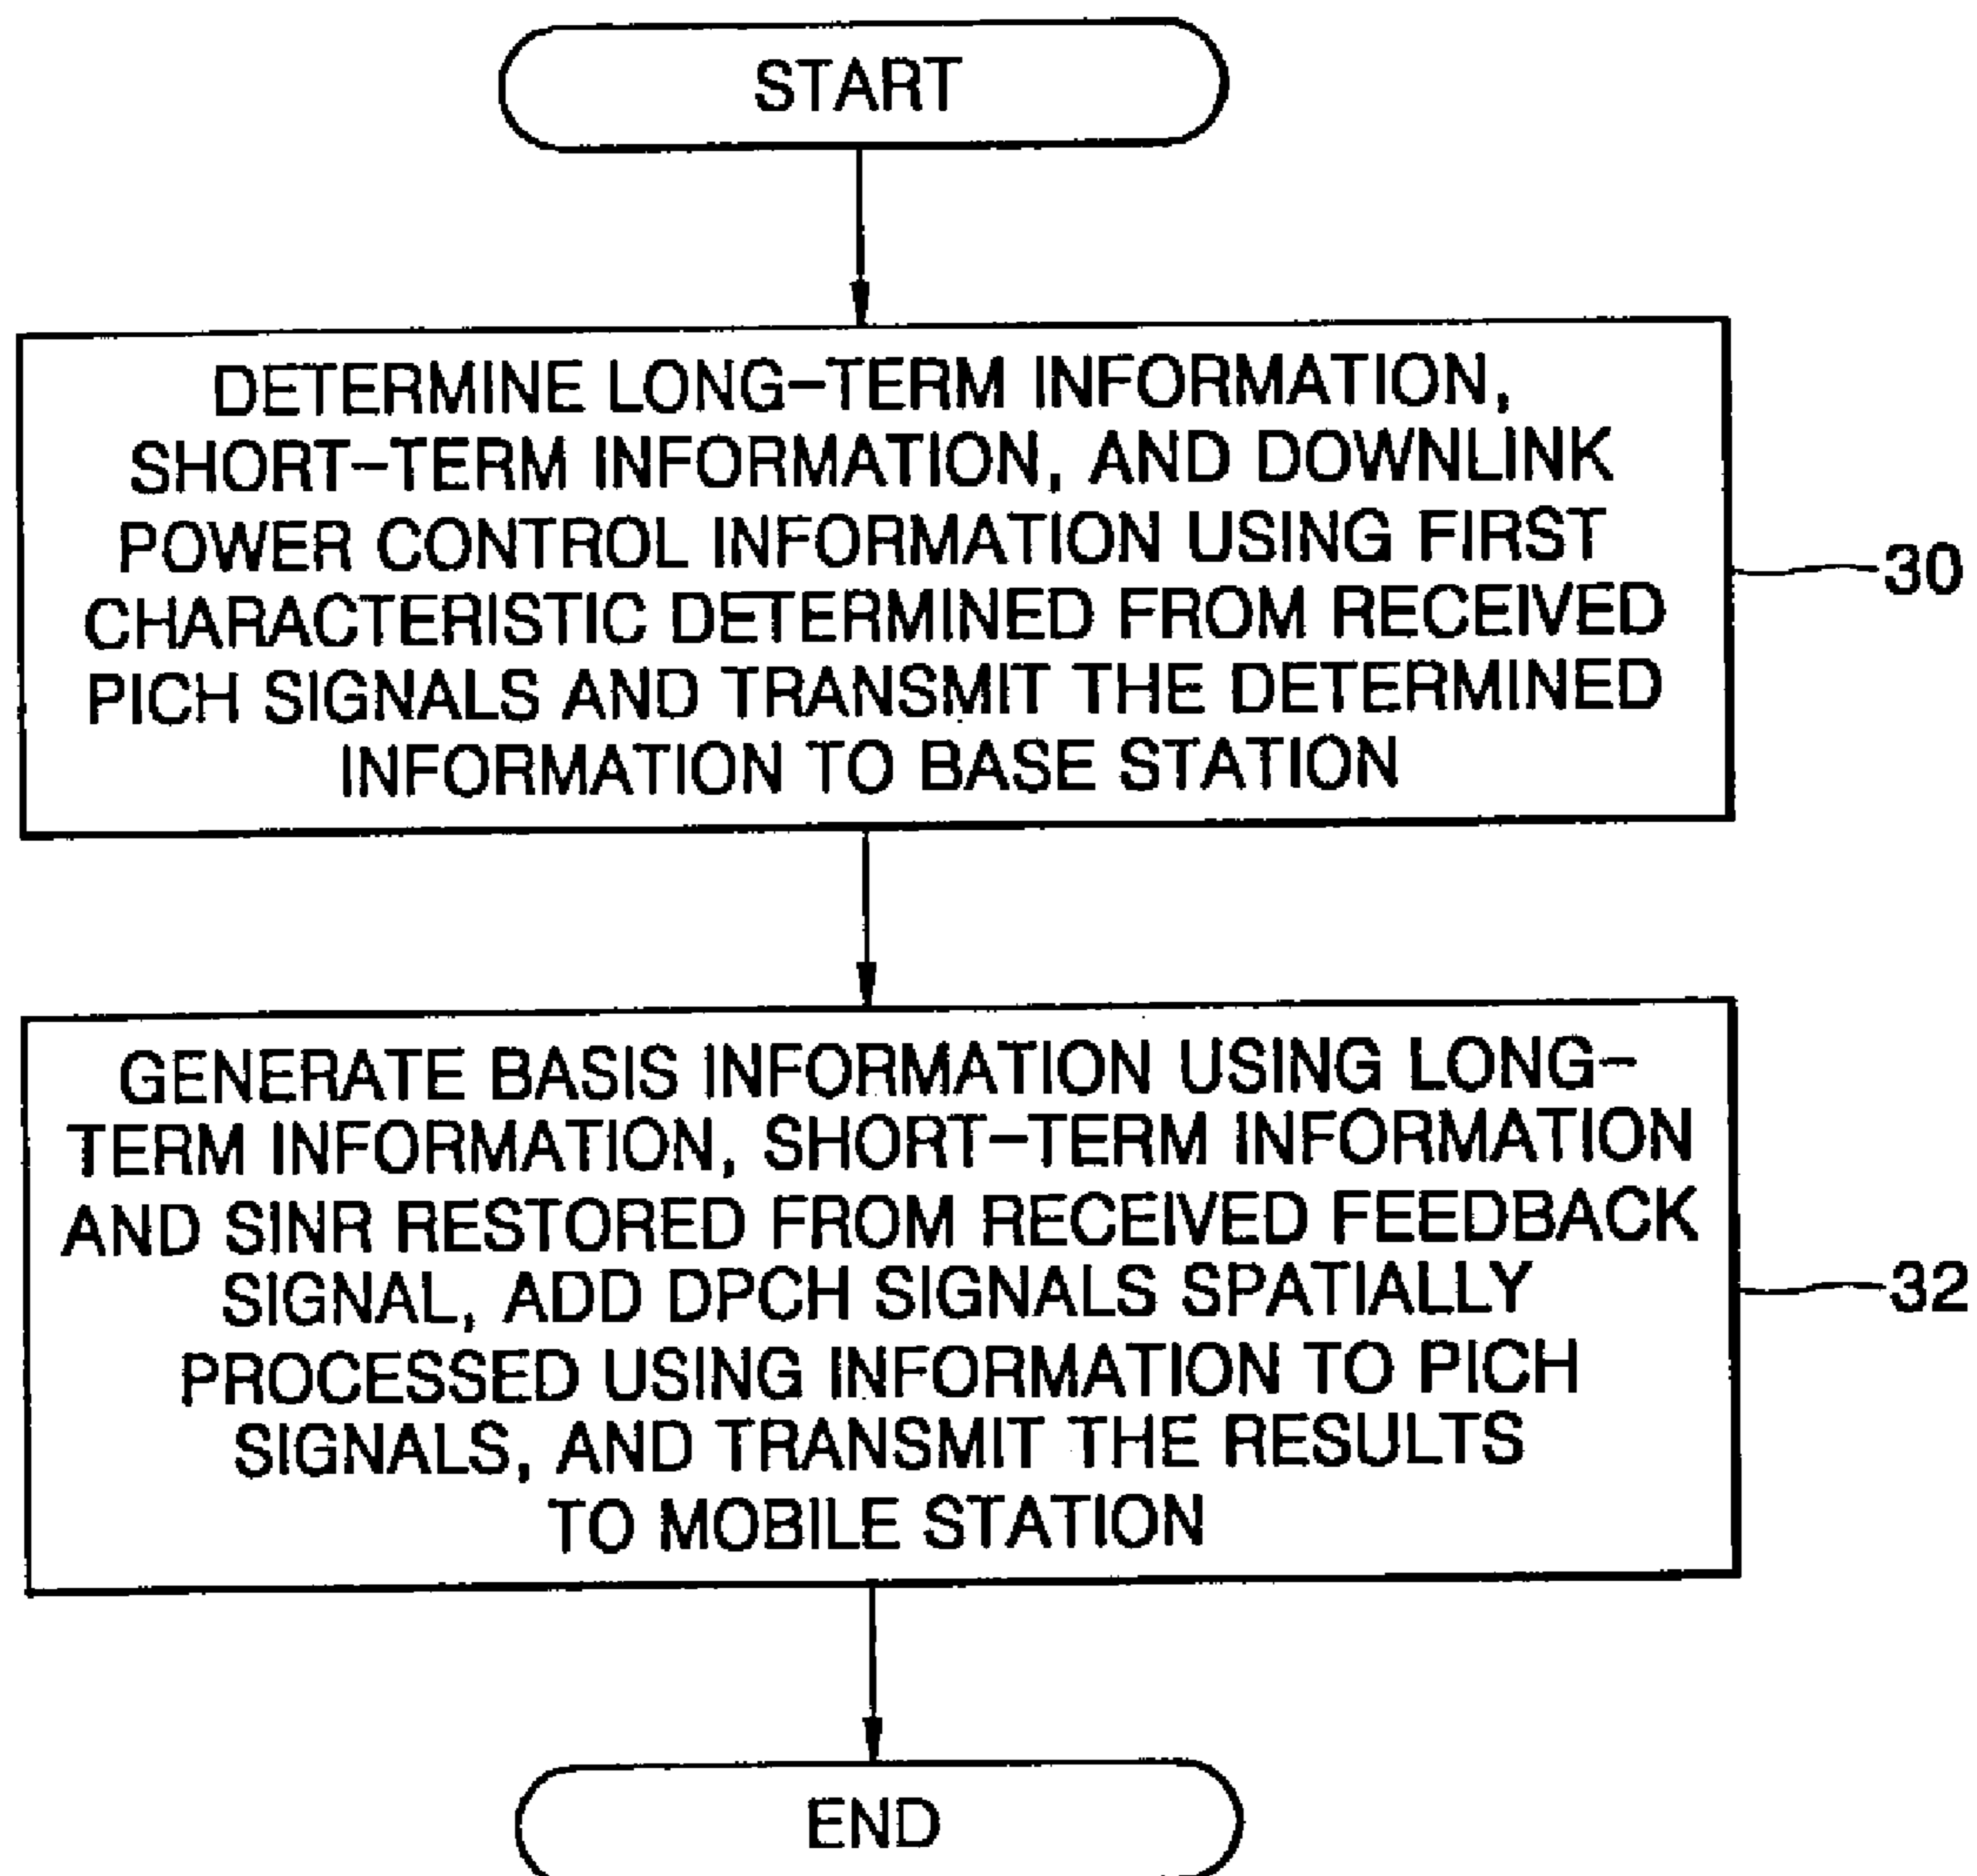 START
DETERMINE LONG-TERM INFORMATION,
SHORT-TERM INFORMATION, AND DOWNLINK
POWER CONTROL INFORMATION USING FIRST
CHARACTERISTIC DETERMINED FROM RECEIVED
PICH SIGNALS AND TRANSMIT THE DETERMINED
INFORMATION TO BASE STATION
30
GENERATE BASIS INFORMATION USING LONG-
TERM INFORMATION, SHORT-TERM INFORMATION
AND SINR RESTORED FROM RECEIVED FEEDBACK
SIGNAL, ADD DPCH SIGNALS SPATIALLY
PROCESSED USING INFORMATION TO PICH
SIGNALS, AND TRANSMIT THE RESULTS
TO MOBILE STATION
32
END